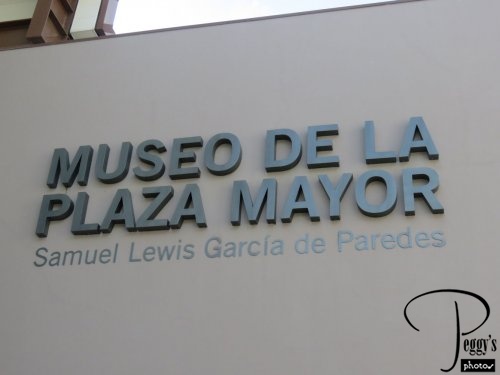 MUSEO DE LA
PLAZA MAYOR
Samuel Lewis García de Paredes
Peggy's
photos